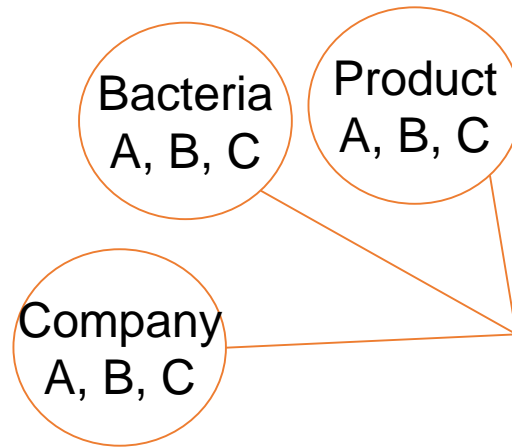 Bacteria
A, B, C
Product
A, B, C
Company
A, B, C